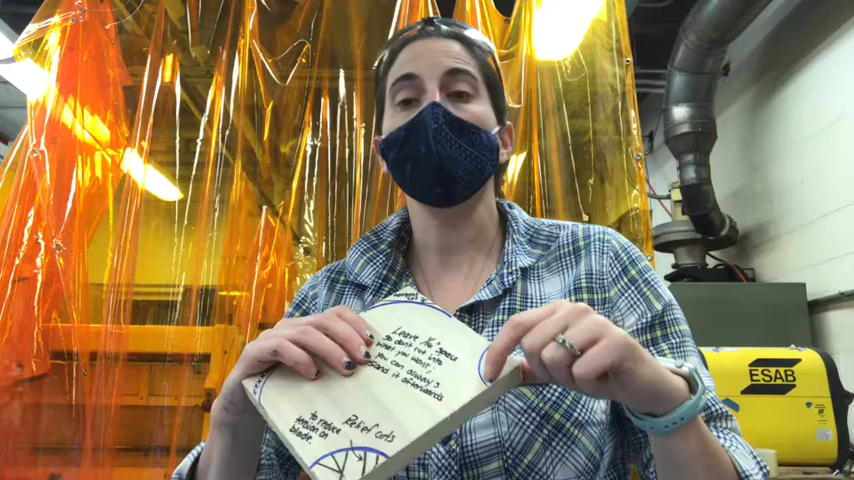 Leave 1/16" space
so don't cut into
what you want,
you can always
sand it afterwards
Relief cuts
to reduce
tension on
blade.
ESAB